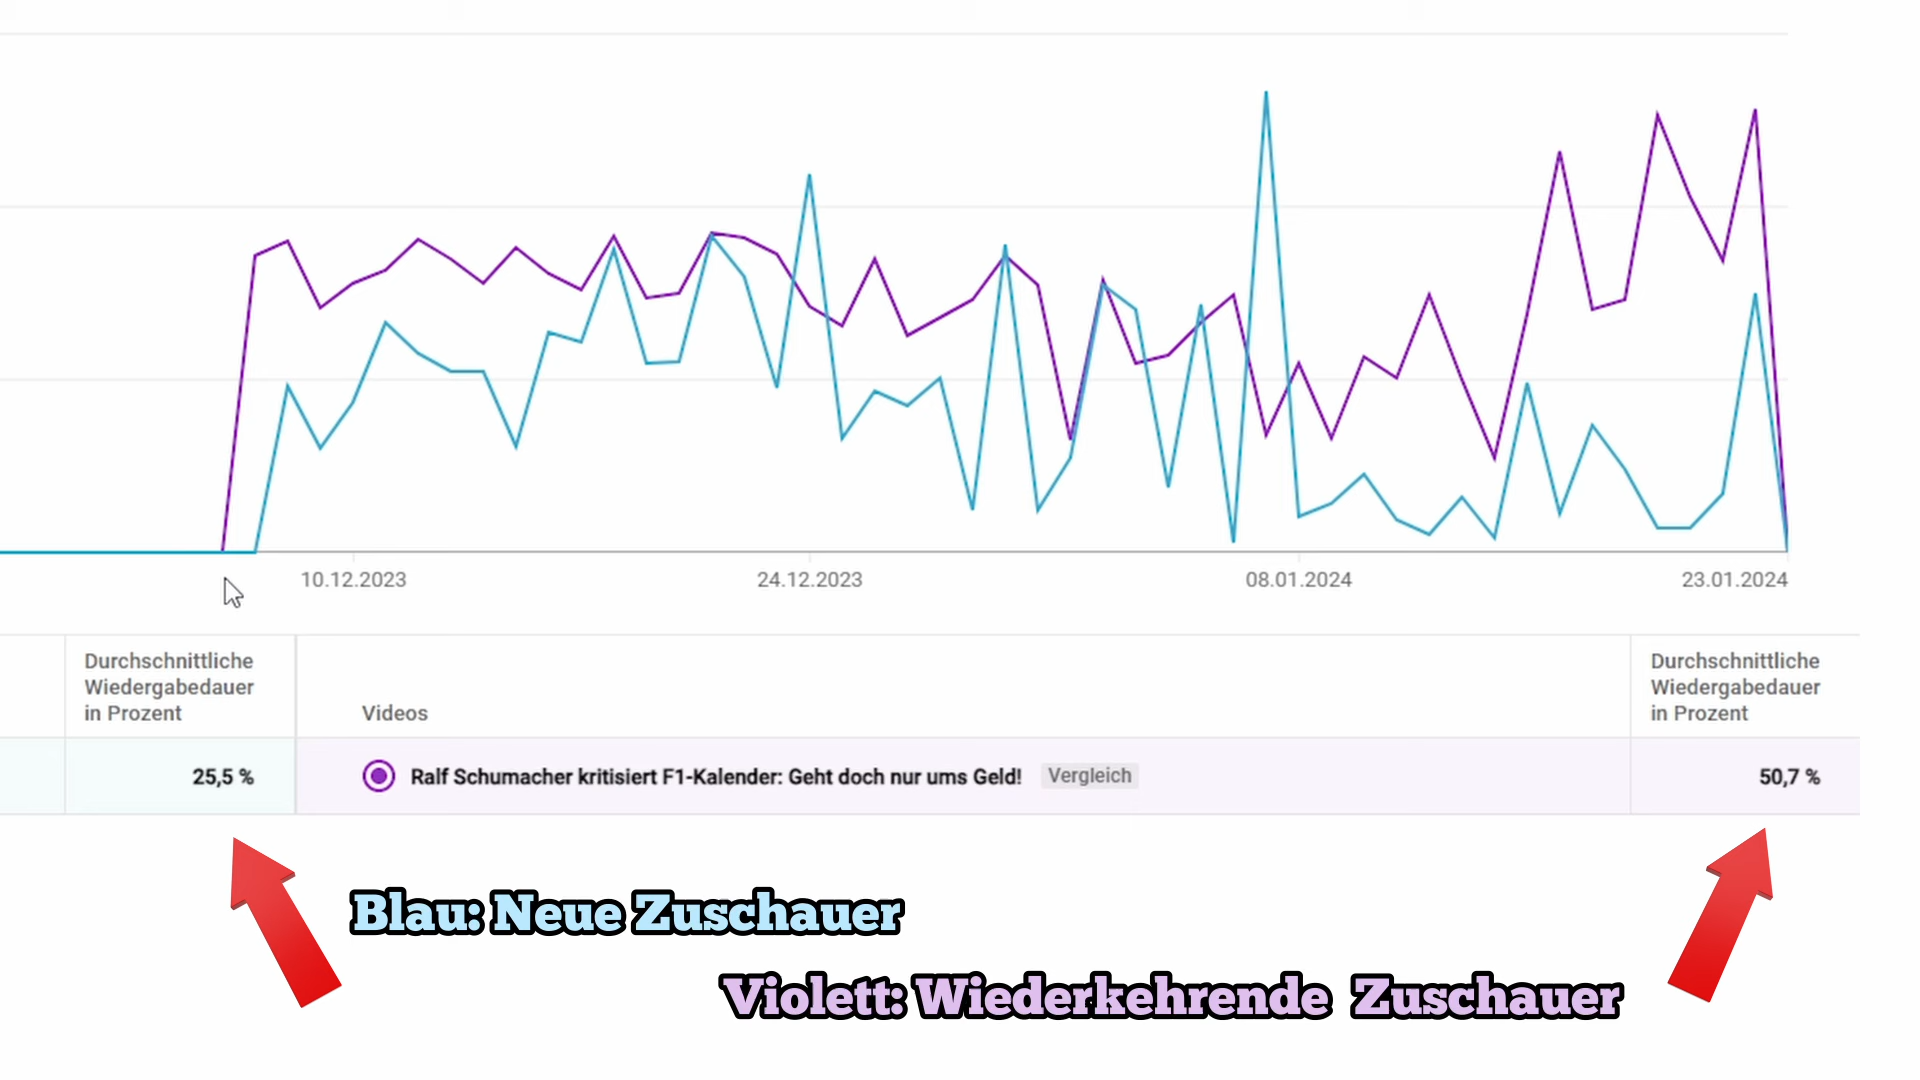 10.12.2023
24.12.2023
08.01.2024
23.01.2024
Durchschnittliche
Wiedergabedauer
in Prozent
Videos
Durchschnittliche
Wiedergabedauer
in Prozent
25,5 %
Ralf Schumacher kritisiert F1-Kalender: Geht doch nur ums Geld!
Vergleich
50,7 %
Blau: Neue Zuschauer
Violett: Wiederkehrende Zuschauer